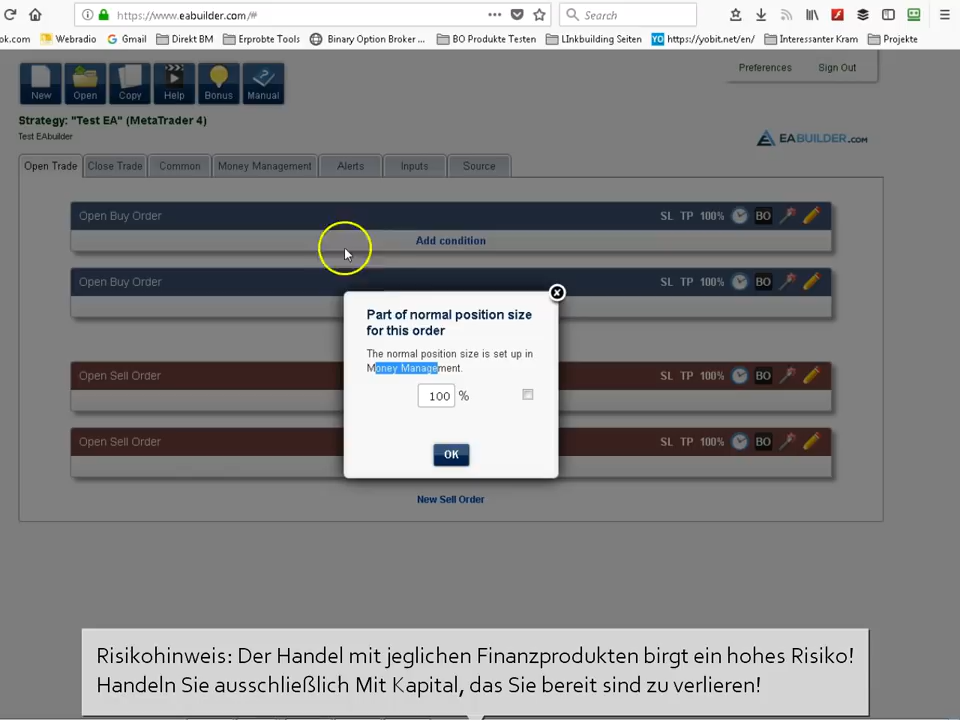 https://www.eabuilder.com/#
Search
ok.com
Webradio
Gmail
Direkt BM
Erprobte Tools
Binary Option Broker ...
BO Produkte Testen
LInkbuilding Seiten
YO
https://yobit.net/en/
Interessanter Kram
Projekte
New
Open
Copy
Help
Bonus
Manual
Preferences
Sign Out
Strategy: "Test EA" (MetaTrader 4)
Test EAbuilder
EABUILDER.COM
Open Trade
Close Trade
Common
Money Management
Alerts
Inputs
Source
Open Buy Order
SL TP 100% BO
Add condition
Open Buy Order
SL TP 100% BO
Part of normal position size
for this order
The normal position size is set up in
Money Management.
100 %
OK
Open Sell Order
SL TP 100% BO
Open Sell Order
SL TP 100% BO
New Sell Order
Risikohinweis: Der Handel mit jeglichen Finanzprodukten birgt ein hohes Risiko!
Handeln Sie ausschließlich Mit Kapital, das Sie bereit sind zu verlieren!